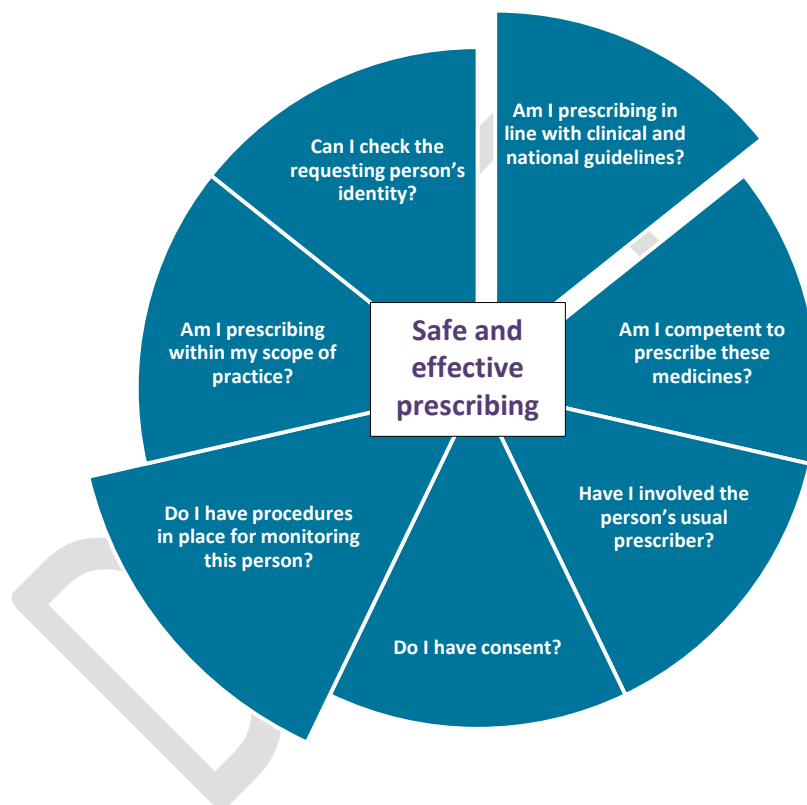 Am I prescribing in
line with clinical and
national guidelines?
Am I competent to
prescribe these
medicines?
Have I involved the
person's usual
prescriber?
Do I have consent?
Do I have procedures
in place for monitoring
this person?
Am I prescribing
within my scope of
practice?
Can I check the
requesting person's
identity?
Safe and
effective
prescribing